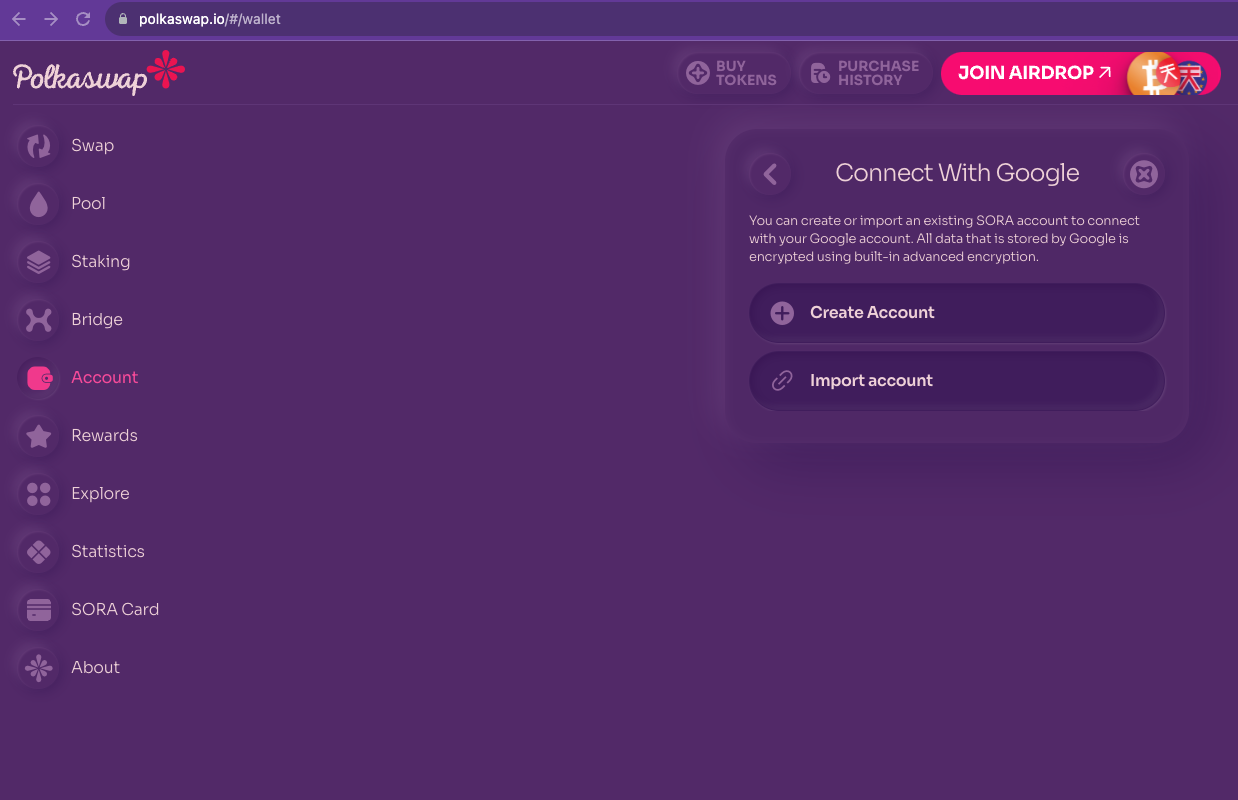 polkaswap.io/#/wallet
Polkaswap
BUY
TOKENS
PURCHASE
HISTORY
JOIN AIRDROP
Swap
Pool
Staking
Bridge
Account
Rewards
Explore
Statistics
SORA Card
About
Connect With Google
You can create or import an existing SORA account to connect
with your Google account. All data that is stored by Google is
encrypted using built-in advanced encryption.
Create Account
Import account